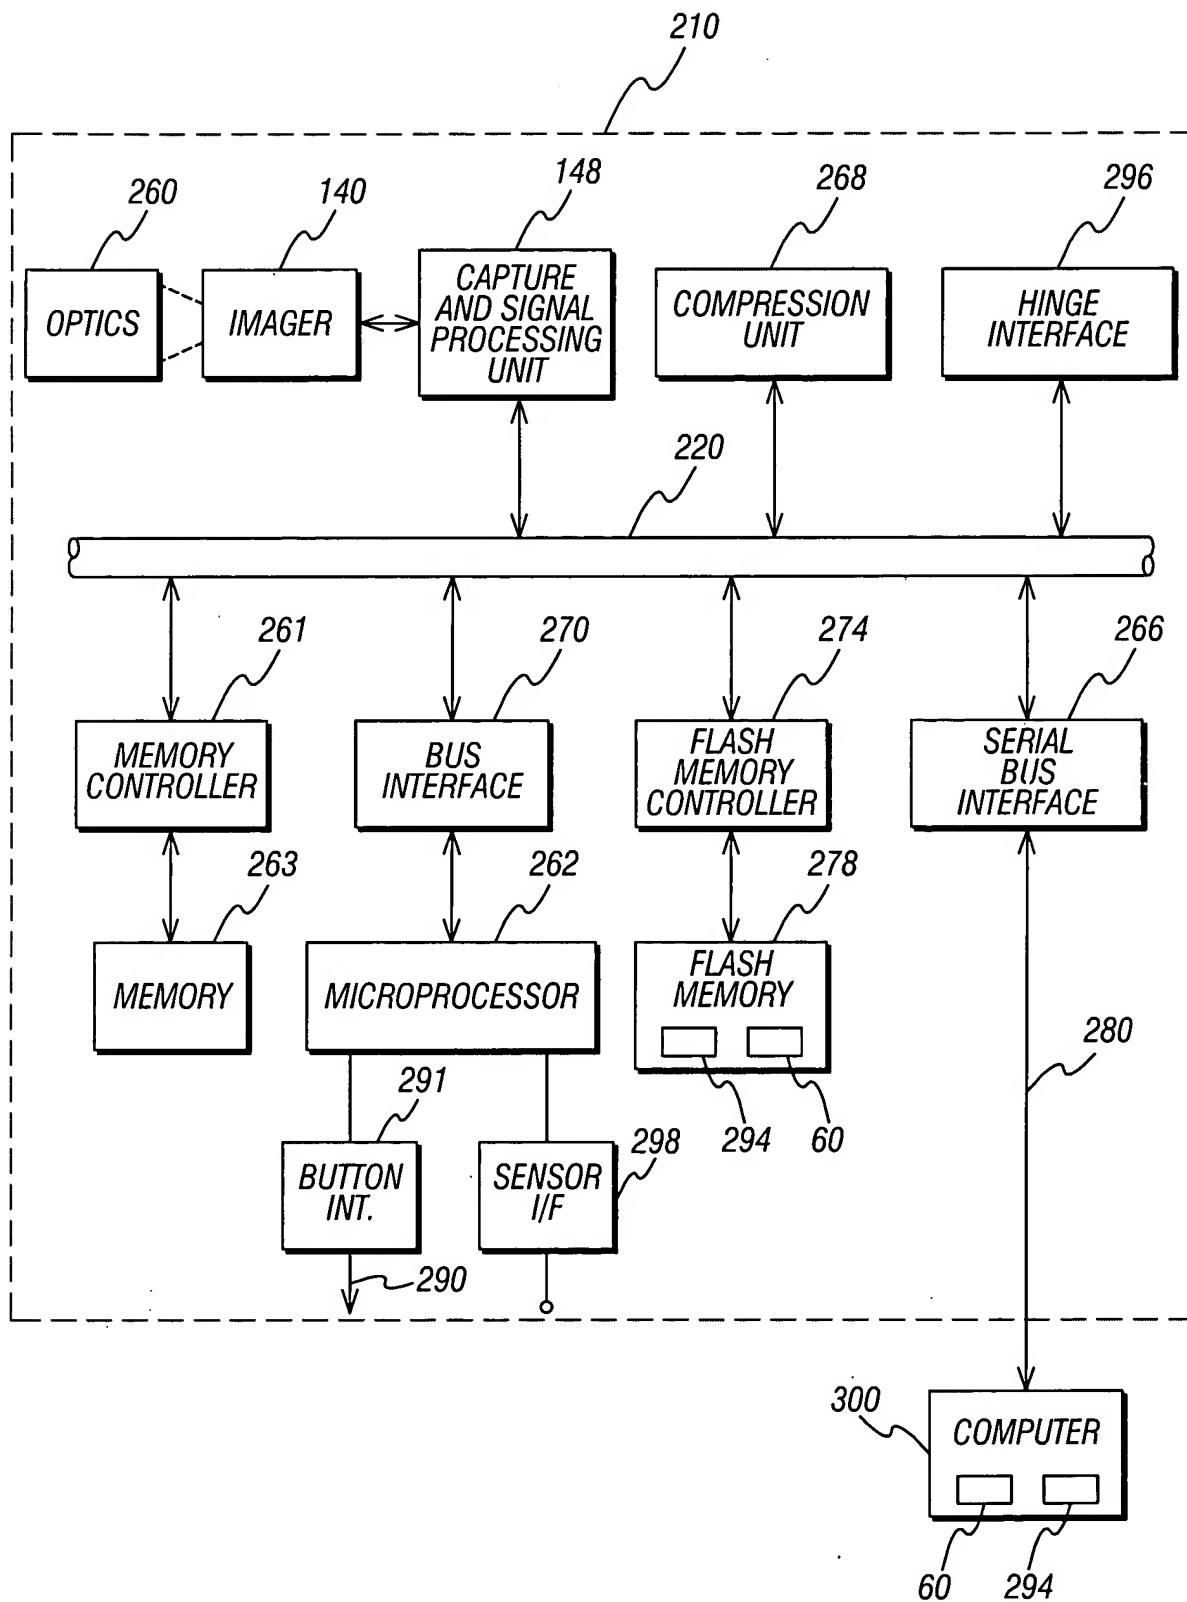 210
260
140
148
268
296
OPTICS
IMAGER
CAPTURE
AND SIGNAL
PROCESSING
UNIT
COMPRESSION
UNIT
HINGE
INTERFACE
220
261
270
274
266
MEMORY
CONTROLLER
BUS
INTERFACE
FLASH
MEMORY
CONTROLLER
SERIAL
BUS
INTERFACE
263
262
278
MEMORY
MICROPROCESSOR
FLASH
MEMORY
280
291
294
60
298
BUTTON
INT.
SENSOR
I/F
290
300
COMPUTER
60
294